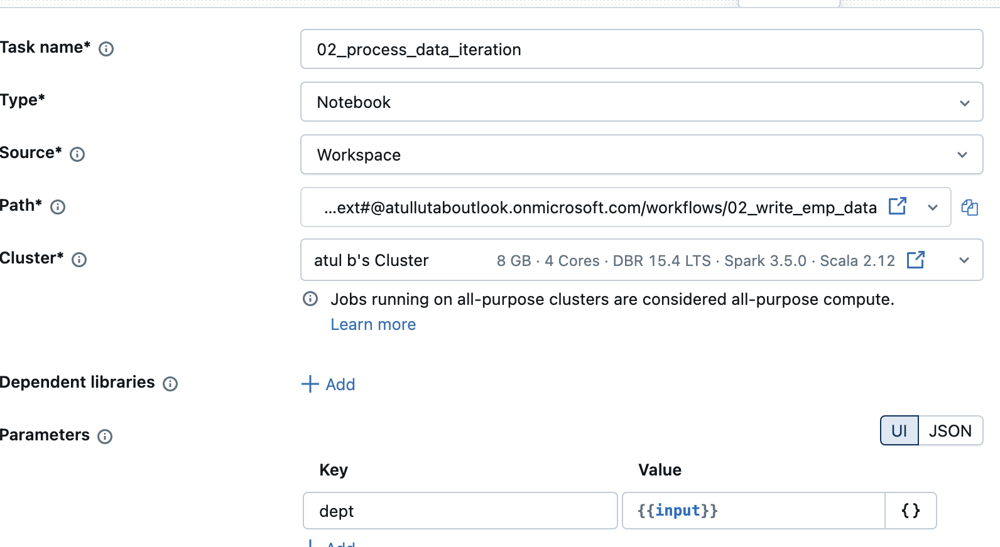 Task name*
02_process_data_iteration
Type*
Notebook
Source*
Workspace
Path*
...ext#@atullutaboutlook.onmicrosoft.com/workflows/02_write_emp_data
Cluster*
atul b's Cluster 8 GB · 4 Cores · DBR 15.4 LTS · Spark 3.5.0 · Scala 2.12
Jobs running on all-purpose clusters are considered all-purpose compute.
Learn more
Dependent libraries
+ Add
Parameters
UI JSON
Key Value
dept {{input}} {}
+ Add